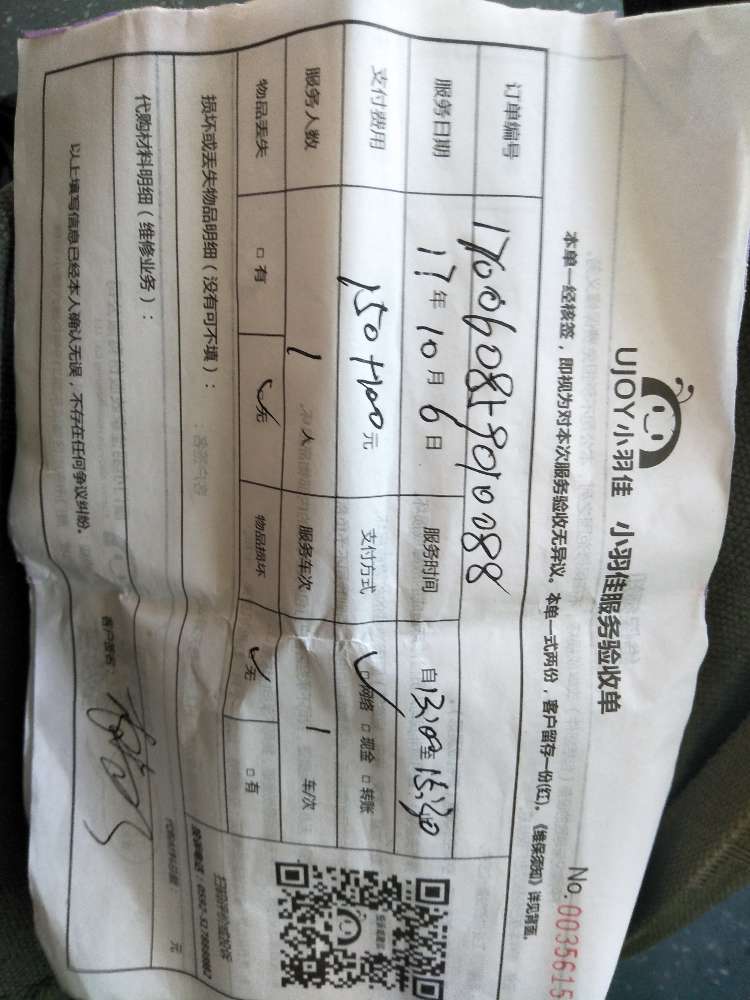 UJOY小羽佳 小羽佳服务验收单
No. 0035615
本单一经核签，即视为对本次服务验收无异议。本单一式两份，客户留存一份(红)。《维保须知》详见背面。
订单编号
服务日期 17年10月6日 服务时间 自13:00至15:30
支付费用 150+100元 支付方式 ☑网络 □现金 □转账
服务人数 1人 服务车次 1 车/次
物品丢失 □有 ☑无 物品损坏 ☑无 □有
损坏或丢失物品明细（没有可不填）：
扫描
代购材料明细（维修业务）：
代购材料总额： 元
以上填写信息已经本人确认无误，不存在任何争议纠纷。
客户签名：